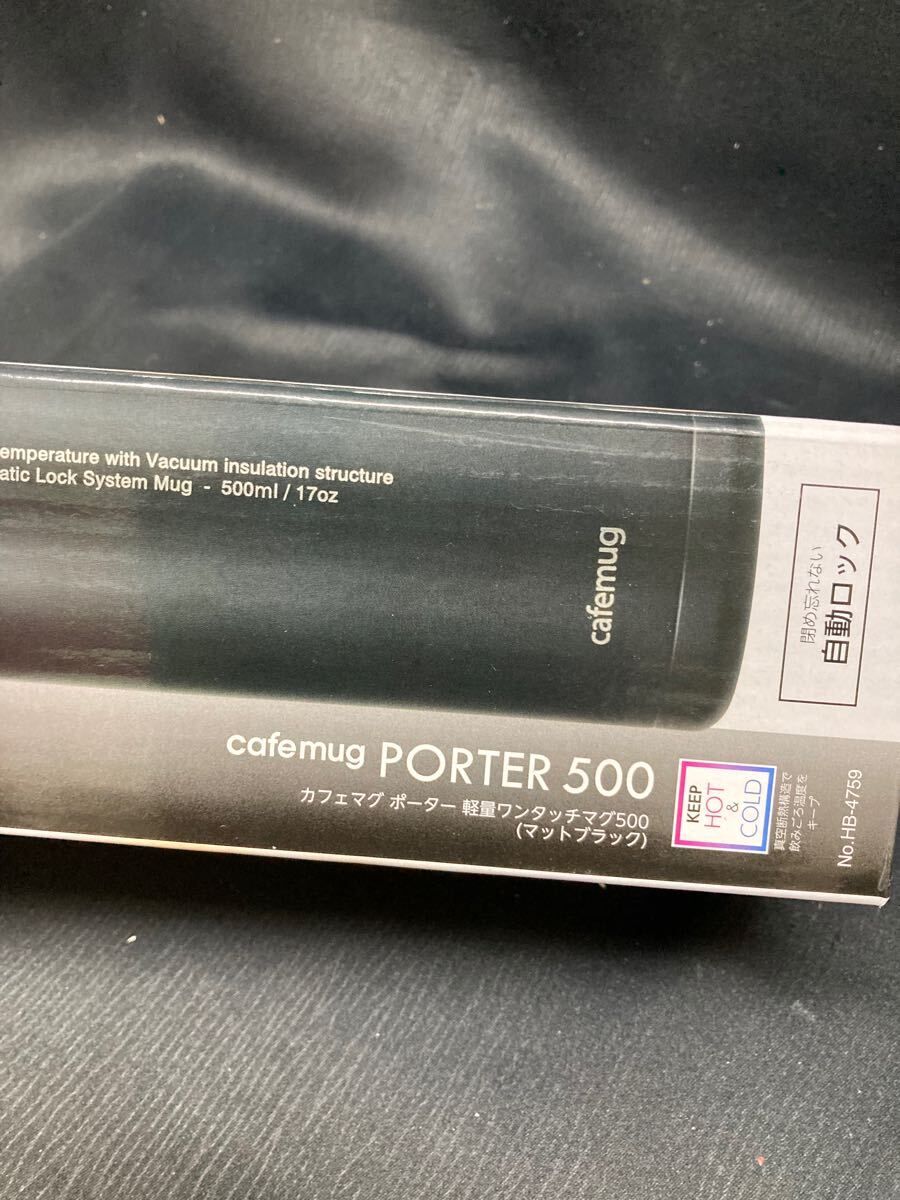 emperature with Vacuum insulation structure
atic Lock System Mug - 500ml / 17oz
cafemug
閉め忘れない
自動ロック
cafemug PORTER 500
カフェマグ ポーター 軽量ワンタッチマグ500
(マットブラック)
KEEP
HOT
&
COLD
真空断熱構造で
飲みごろ温度を
キープ
No.HB-4759